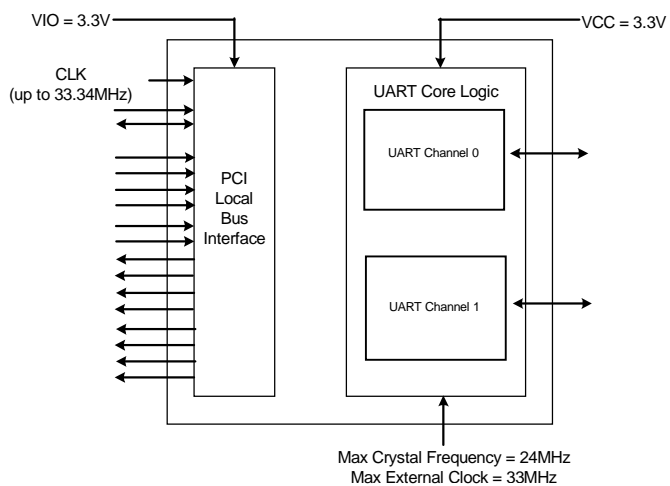 VIO = 3.3V
VCC = 3.3V
CLK
(up to 33.34MHz)
PCI
Local
Bus
Interface
UART Core Logic
UART Channel 0
UART Channel 1
Max Crystal Frequency = 24MHz
Max External Clock = 33MHz